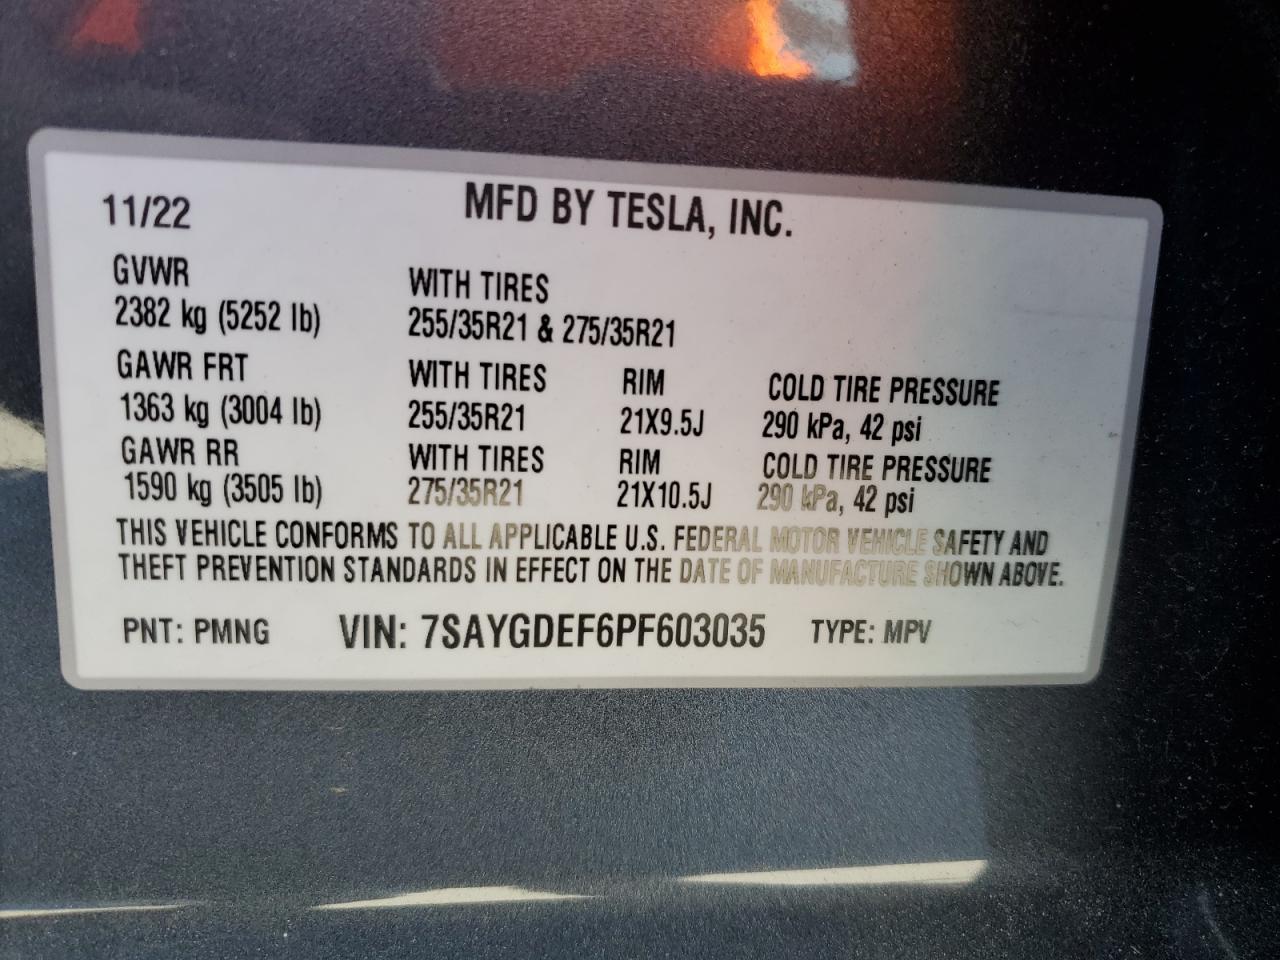 11/22 MFD BY TESLA, INC.
GVWR WITH TIRES
2382 kg (5252 lb) 255/35R21 & 275/35R21
GAWR FRT WITH TIRES RIM COLD TIRE PRESSURE
1363 kg (3004 lb) 255/35R21 21X9.5J 290 kPa, 42 psi
GAWR RR WITH TIRES RIM COLD TIRE PRESSURE
1590 kg (3505 lb) 275/35R21 21X10.5J 290 kPa, 42 psi
THIS VEHICLE CONFORMS TO ALL APPLICABLE U.S. FEDERAL MOTOR VEHICLE SAFETY AND
THEFT PREVENTION STANDARDS IN EFFECT ON THE DATE OF MANUFACTURE SHOWN ABOVE.
PNT: PMNG VIN: 7SAYGDEF6PF603035 TYPE: MPV